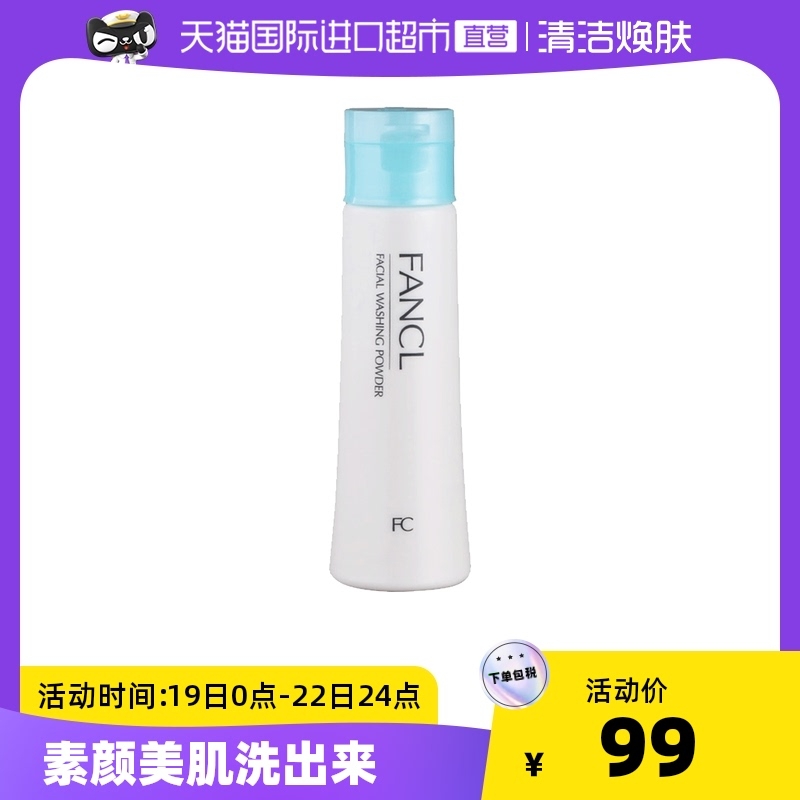 天猫国际进口超市 直营 清洁焕肤
FANCL
FACIAL WASHING POWDER
FC
下单包税
活动时间:19日0点-22日24点
活动价
¥ 99
素颜美肌洗出来